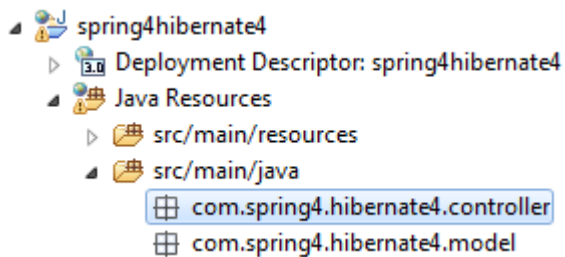 spring4hibernate4
3.0 Deployment Descriptor: spring4hibernate4
Java Resources
src/main/resources
src/main/java
com.spring4.hibernate4.controller
com.spring4.hibernate4.model